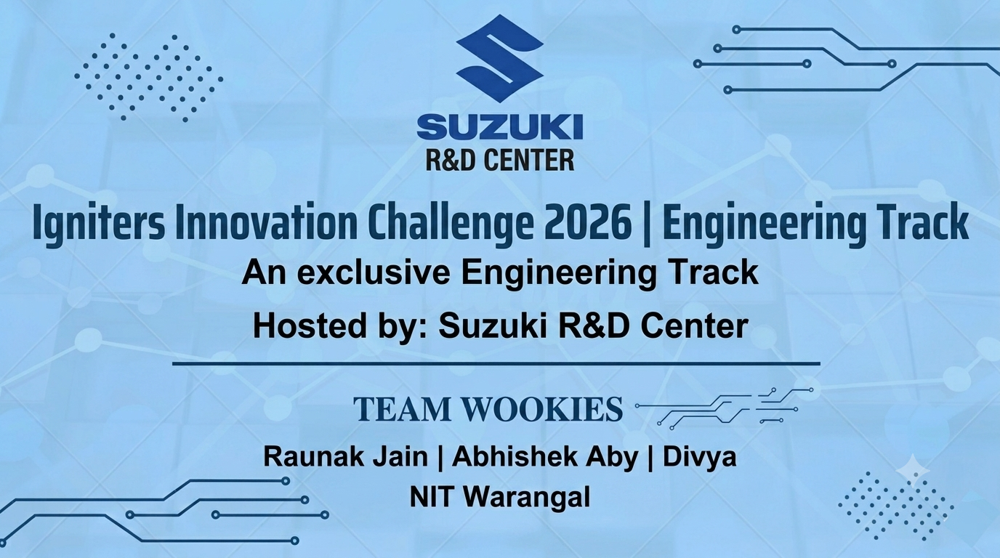 SUZUKI
R&D CENTER
Igniters Innovation Challenge 2026 | Engineering Track
An exclusive Engineering Track
Hosted by: Suzuki R&D Center
TEAM WOOKIES
Raunak Jain | Abhishek Aby | Divya
NIT Warangal